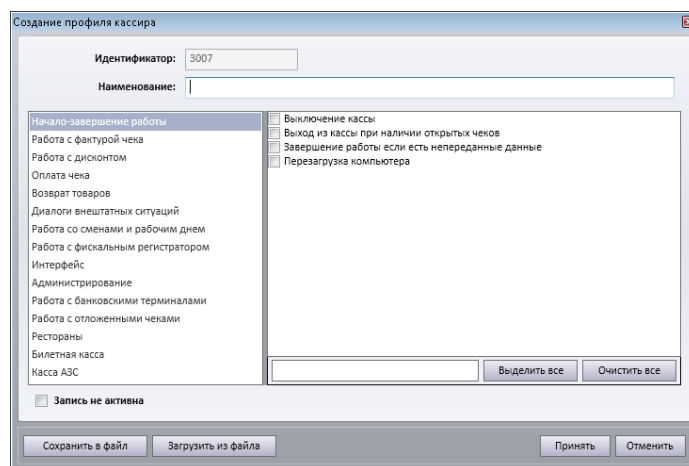 Создание профиля кассира
Идентификатор: 3007
Наименование:
Начало-завершение работы
Работа с фактурой чека
Работа с дисконтом
Оплата чека
Возврат товаров
Диалоги внештатных ситуаций
Работа со сменами и рабочим днем
Работа с фискальным регистратором
Интерфейс
Администрирование
Работа с банковскими терминалами
Работа с отложенными чеками
Рестораны
Билетная касса
Касса АЗС
Выключение кассы
Выход из кассы при наличии открытых чеков
Завершение работы если есть непереданные данные
Перезагрузка компьютера
Выделить все Очистить все
Запись не активна
Сохранить в файл Загрузить из файла Принять Отменить